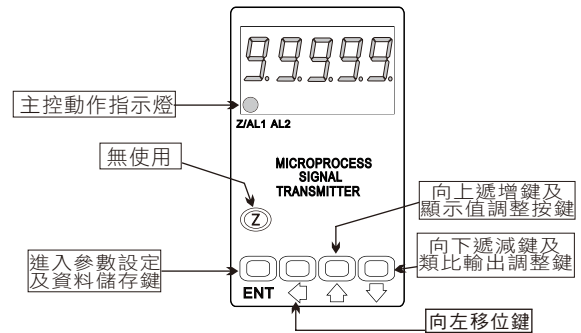 9.9.9.9.9
主控動作指示燈
Z/AL1 AL2
無使用
MICROPROCESS
SIGNAL
TRANSMITTER
Z
向上遞增鍵及
顯示值調整按鍵
進入參數設定
及資料儲存鍵
向下遞減鍵及
類比輸出調整鍵
ENT
向左移位鍵